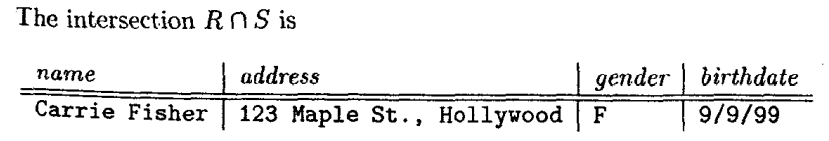 The intersection R ∩ S is
name address gender birthdate
Carrie Fisher 123 Maple St., Hollywood F 9/9/99